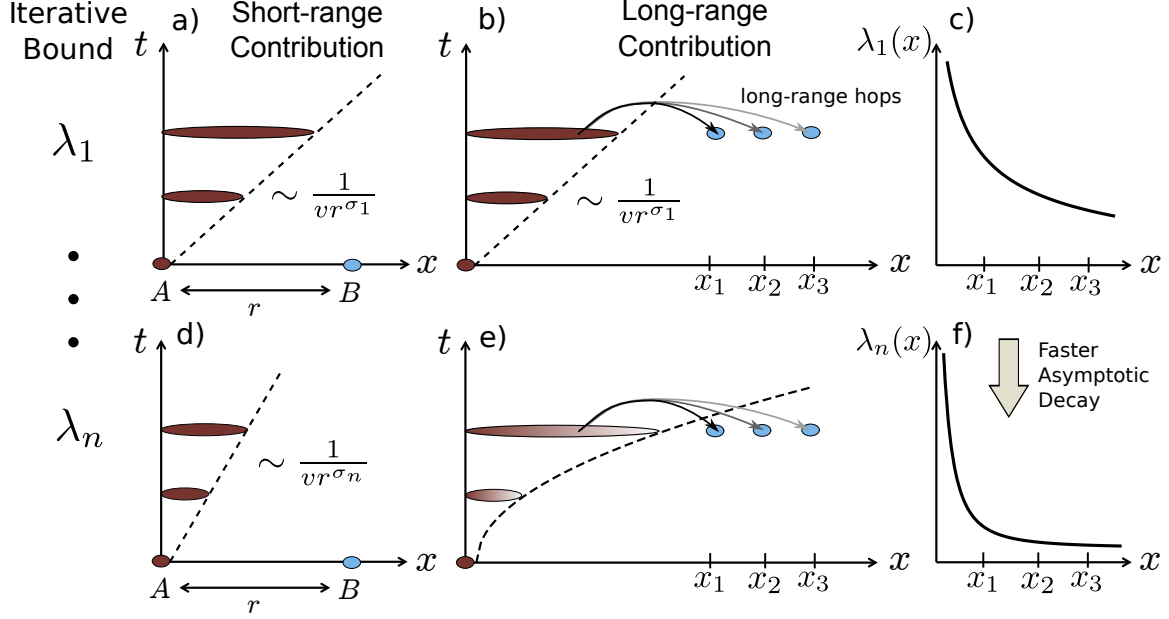 Iterative
Bound
a)
Short-range
Contribution
b)
Long-range
Contribution
c)
t
t
λ₁(x)
long-range hops
λ₁
∼ 1/(vr^{σ₁})
∼ 1/(vr^{σ₁})
x
x
x
A
B
r
x₁ x₂ x₃
x₁ x₂ x₃
d)
e)
f)
t
t
λₙ(x)
Faster
Asymptotic
Decay
λₙ
∼ 1/(vr^{σₙ})
x
x
x
A
B
r
x₁ x₂ x₃
x₁ x₂ x₃